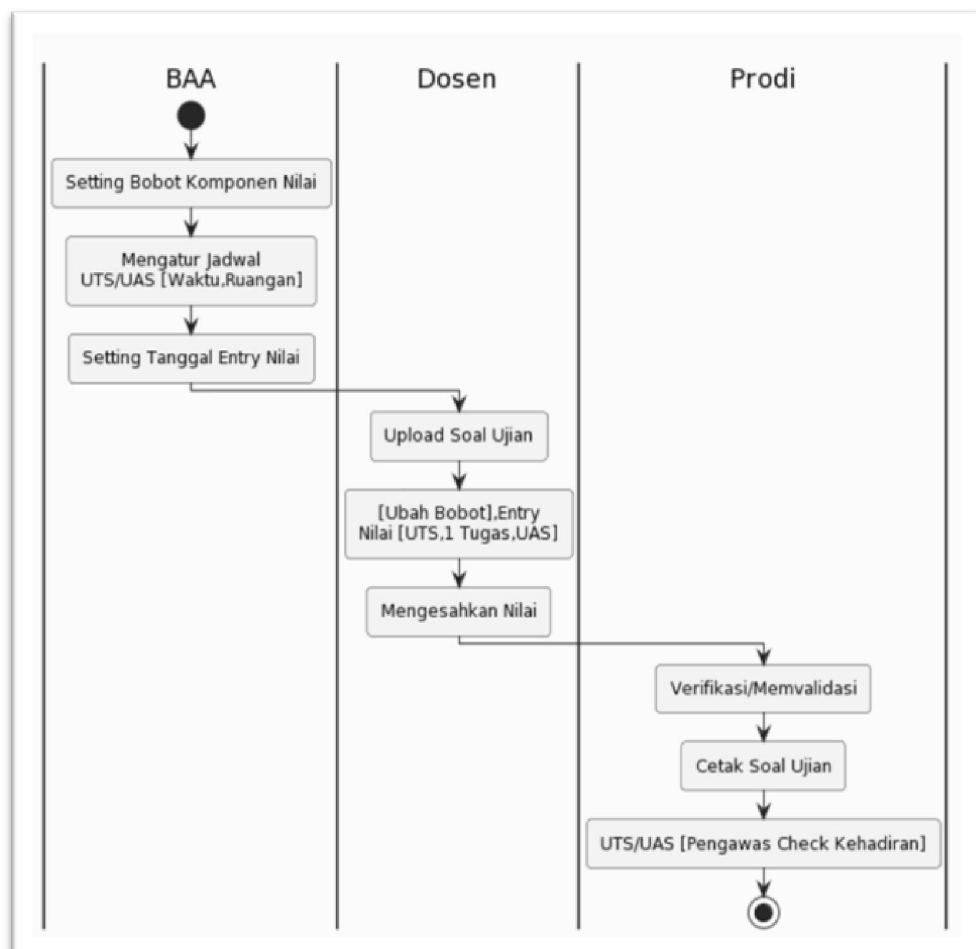 BAA
Dosen
Prodi
Setting Bobot Komponen Nilai
Mengatur Jadwal
UTS/UAS [Waktu,Ruangan]
Setting Tanggal Entry Nilai
Upload Soal Ujian
[Ubah Bobot],Entry
Nilai [UTS,1 Tugas,UAS]
Mengesahkan Nilai
Verifikasi/Memvalidasi
Cetak Soal Ujian
UTS/UAS [Pengawas Check Kehadiran]